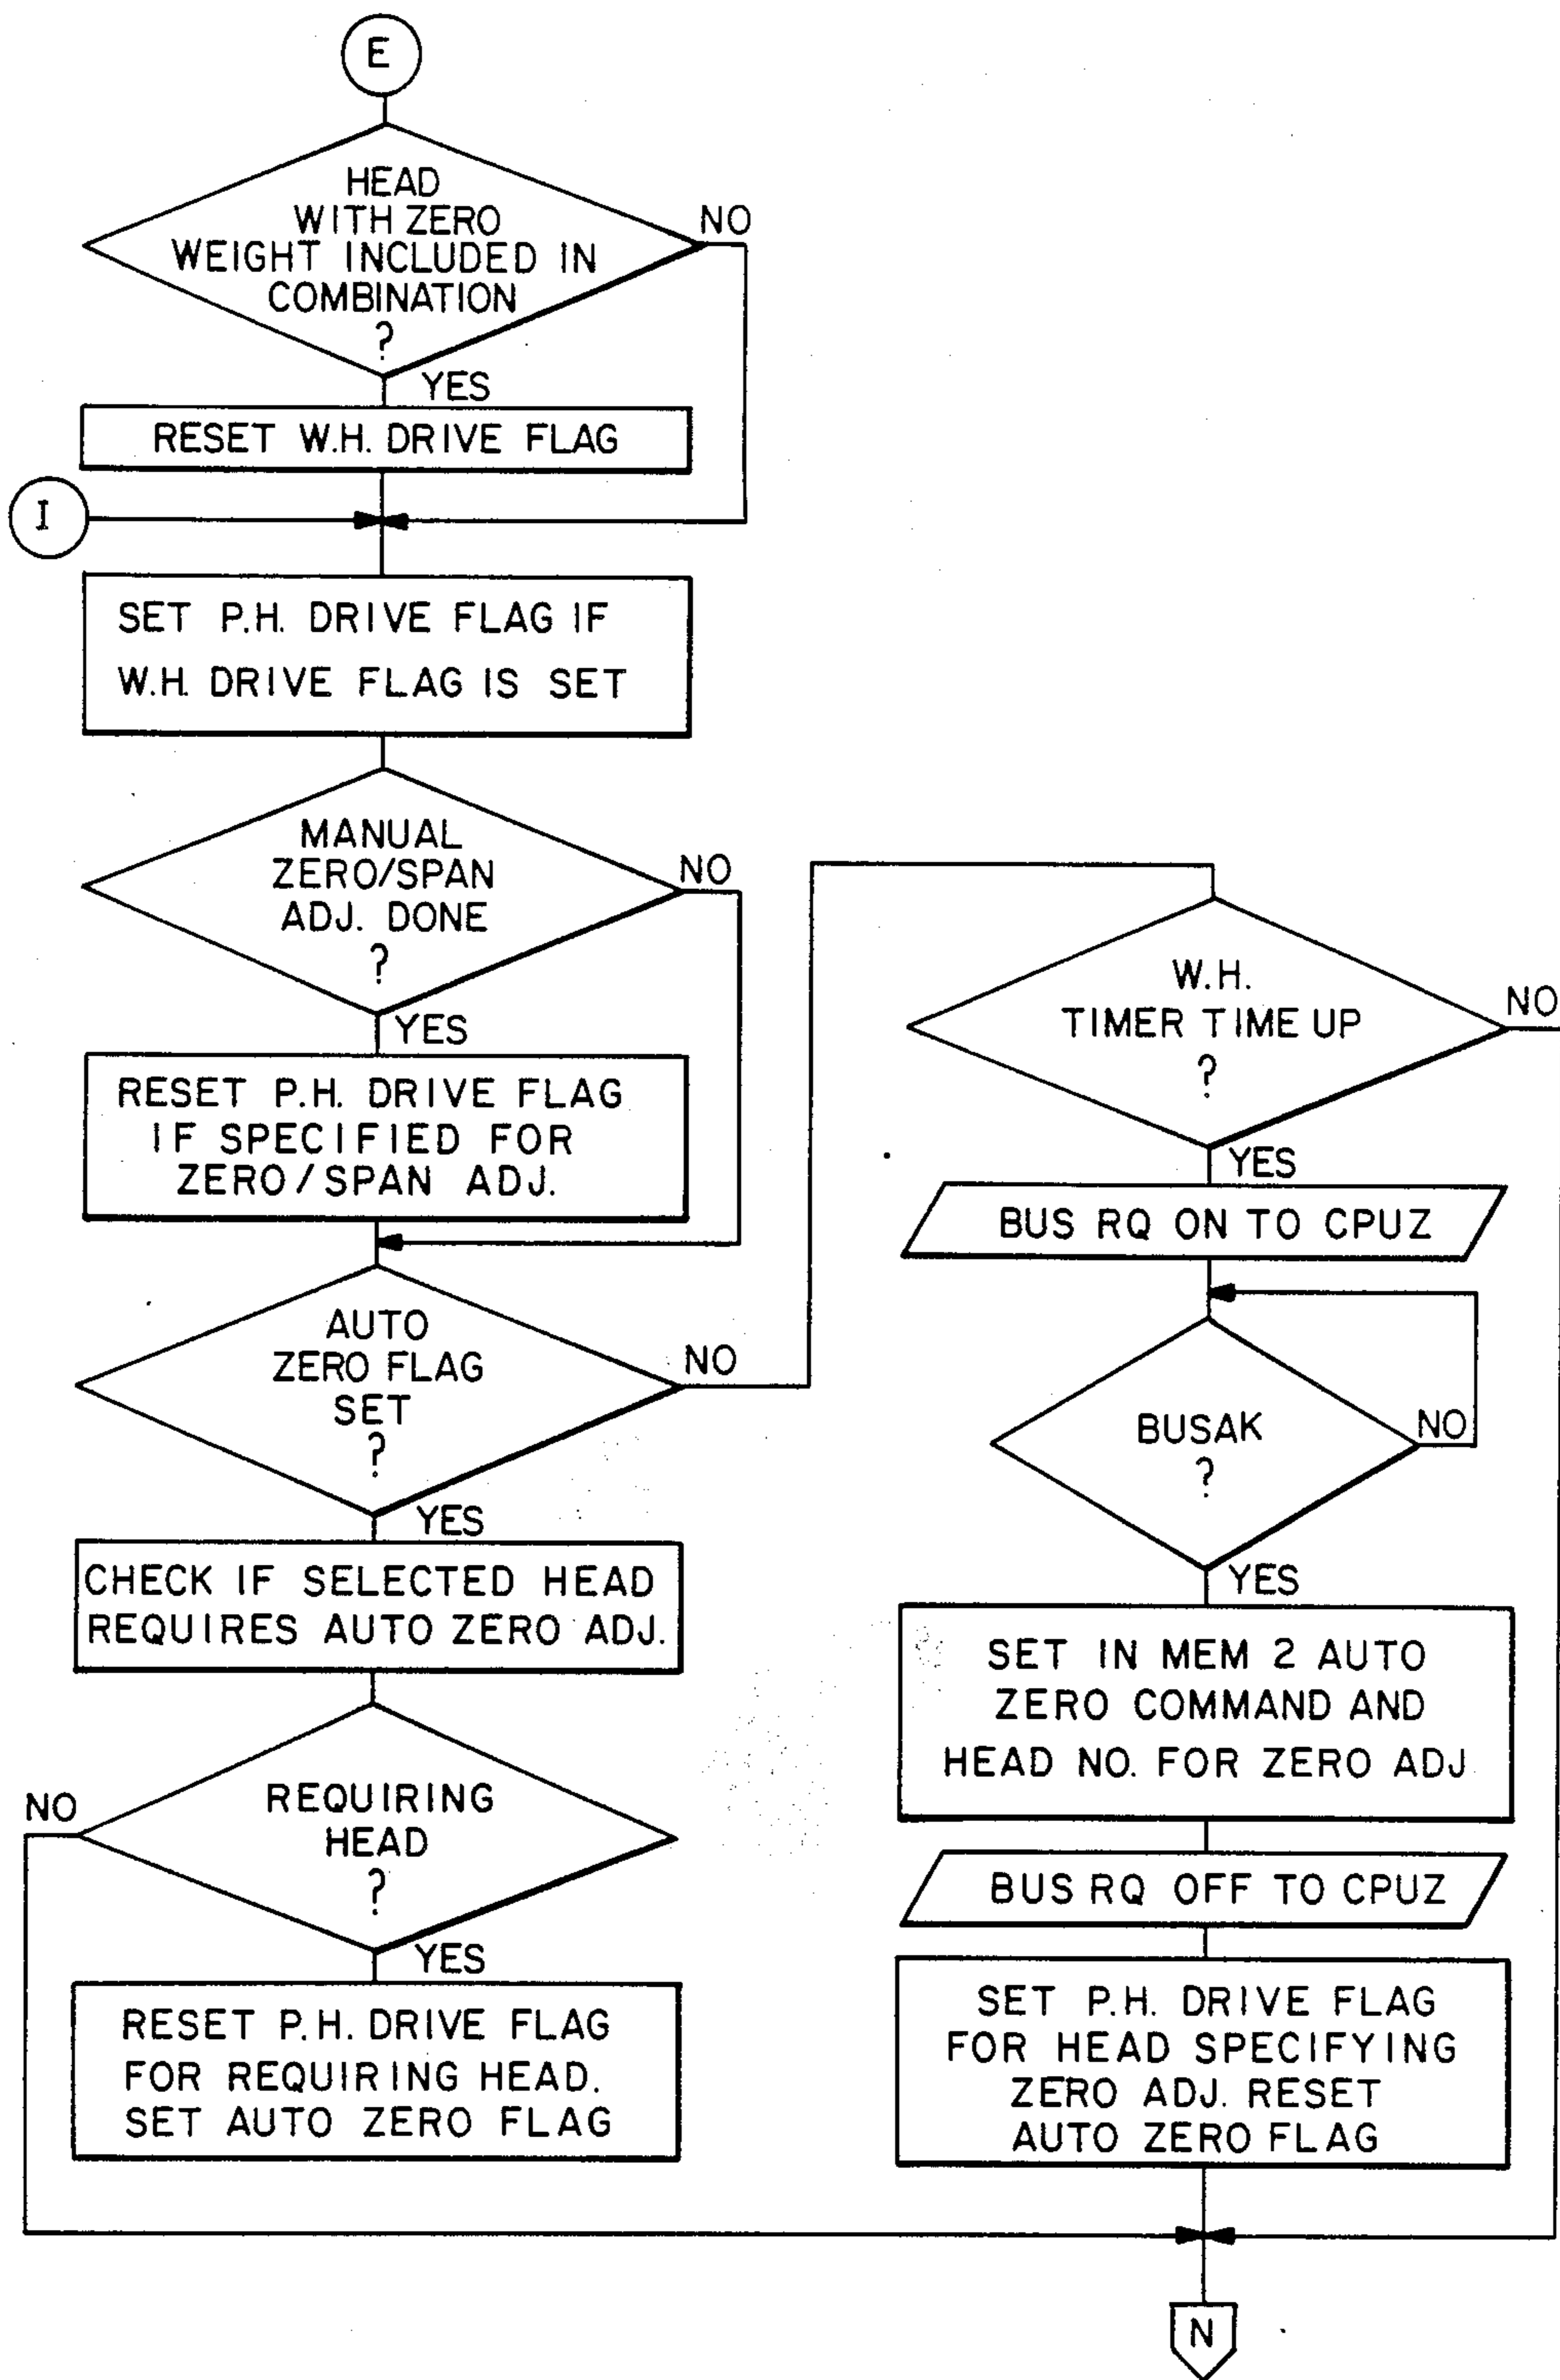 E
HEAD
WITH ZERO
WEIGHT INCLUDED IN
COMBINATION
?
NO
YES
RESET W.H. DRIVE FLAG
I
SET P.H. DRIVE FLAG IF
W.H. DRIVE FLAG IS SET
MANUAL
ZERO/SPAN
ADJ. DONE
?
NO
YES
RESET P.H. DRIVE FLAG
IF SPECIFIED FOR
ZERO/SPAN ADJ.
AUTO
ZERO FLAG
SET
?
NO
YES
CHECK IF SELECTED HEAD
REQUIRES AUTO ZERO ADJ.
REQUIRING
HEAD
?
NO
YES
RESET P.H. DRIVE FLAG
FOR REQUIRING HEAD.
SET AUTO ZERO FLAG
W.H.
TIMER TIME UP
?
NO
YES
BUS RQ ON TO CPUZ
BUSAK
?
NO
YES
SET IN MEM 2 AUTO
ZERO COMMAND AND
HEAD NO. FOR ZERO ADJ
BUS RQ OFF TO CPUZ
SET P.H. DRIVE FLAG
FOR HEAD SPECIFYING
ZERO ADJ. RESET
AUTO ZERO FLAG
N